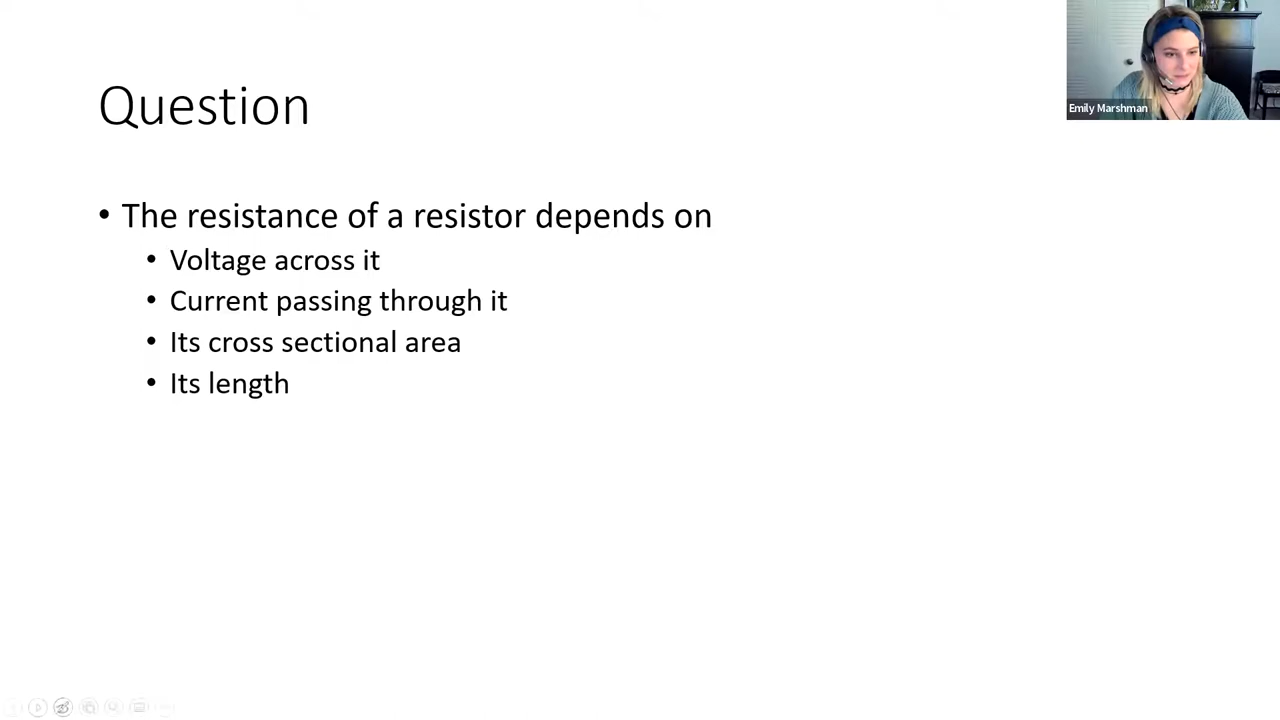 Question
• The resistance of a resistor depends on
• Voltage across it
• Current passing through it
• Its cross sectional area
• Its length
Emily Marshman